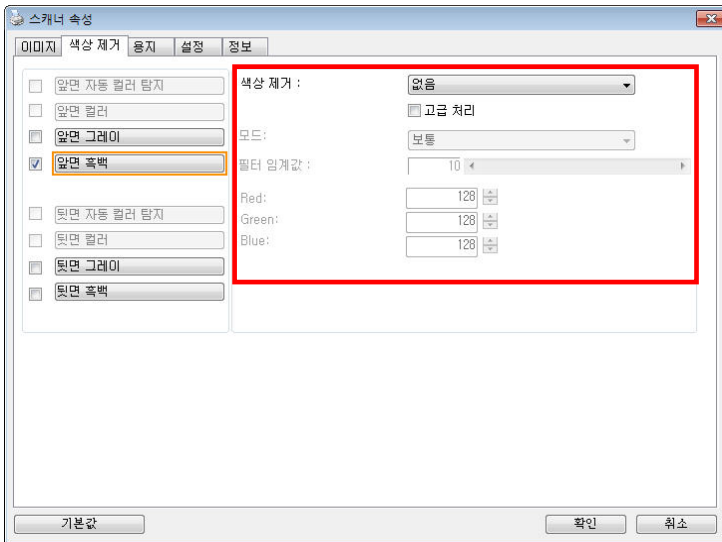 스캐너 속성
이미지 색상 제거 용지 설정 정보
앞면 자동 컬러 탐지
앞면 컬러
앞면 그레이
앞면 흑백
뒷면 자동 컬러 탐지
뒷면 컬러
뒷면 그레이
뒷면 흑백
색상 제거 : 없음
고급 처리
모드: 보통
필터 임계값 : 10
Red: 128
Green: 128
Blue: 128
기본값 확인 취소